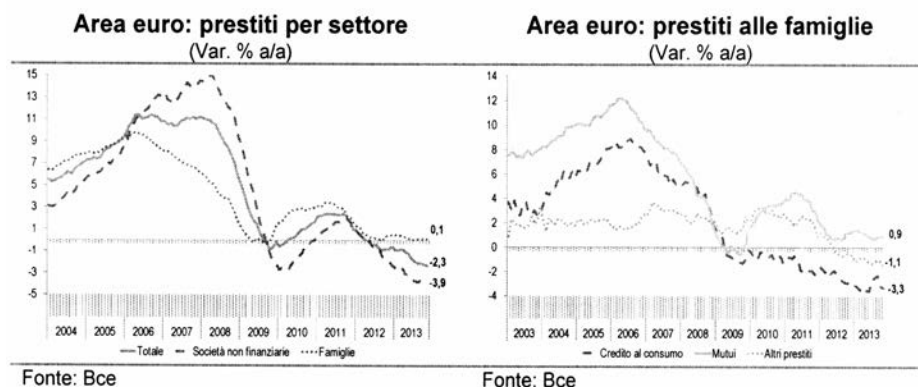 Area euro: prestiti per settore
(Var. % a/a)
15
13
11
9
7
5
3
1
-1
-3
-5
0,1
-2,3
-3,9
2004 2005 2006 2007 2008 2009 2010 2011 2012 2013
Totale Società non finanziarie Famiglie
Fonte: Bce
Area euro: prestiti alle famiglie
(Var. % a/a)
14
12
10
8
6
4
2
0
-2
-4
0,9
-1,1
-3,3
2003 2004 2005 2006 2007 2008 2009 2010 2011 2012 2013
Credito al consumo Mutui Altri prestiti
Fonte: Bce